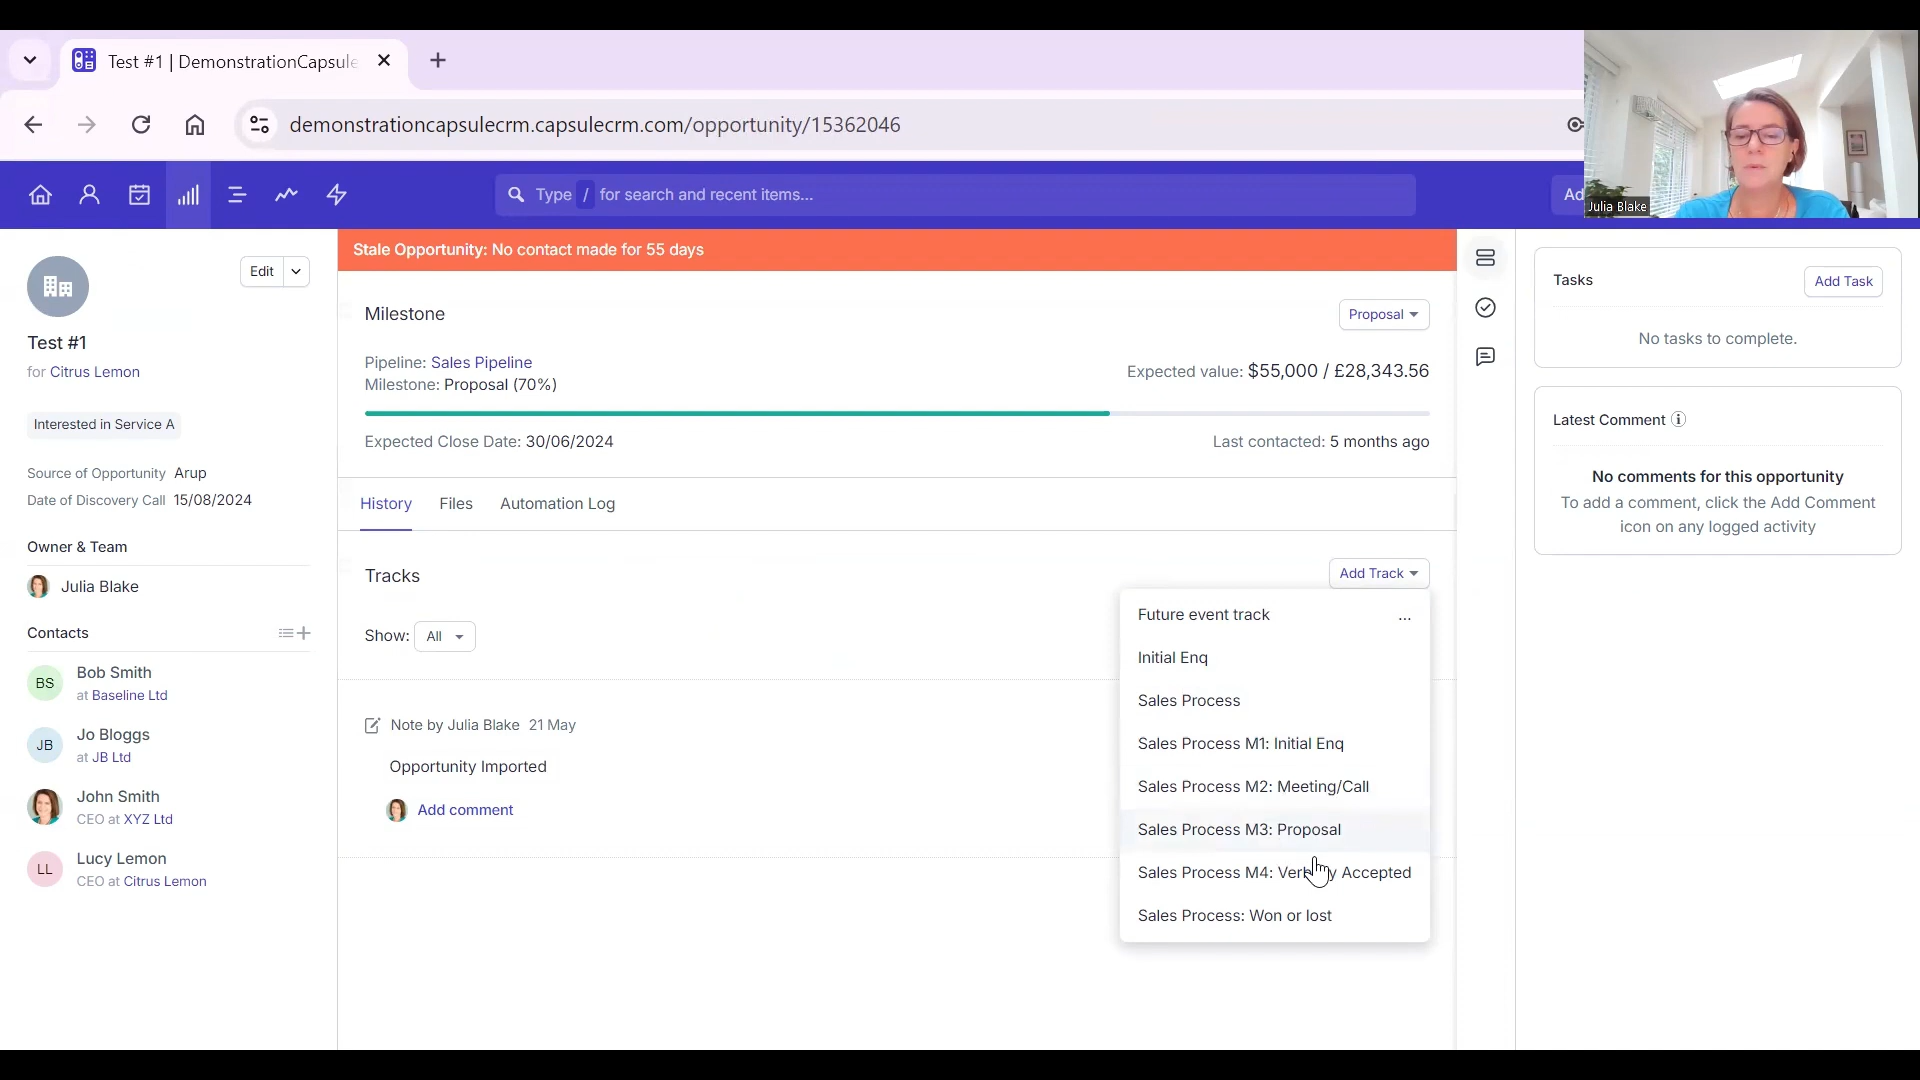 Test #1 | DemonstrationCapsule
demonstrationcapsulecrm.capsulecrm.com/opportunity/15362046
Type / for search and recent items...
Ad
Julia Blake
Edit
Test #1
for Citrus Lemon
Interested in Service A
Source of Opportunity Arup
Date of Discovery Call 15/08/2024
Owner & Team
Julia Blake
Contacts
BS
Bob Smith
at Baseline Ltd
JB
Jo Bloggs
at JB Ltd
John Smith
CEO at XYZ Ltd
LL
Lucy Lemon
CEO at Citrus Lemon
Stale Opportunity: No contact made for 55 days
Milestone
Proposal
Pipeline: Sales Pipeline
Milestone: Proposal (70%)
Expected value: $55,000 / £28,343.56
Expected Close Date: 30/06/2024
Last contacted: 5 months ago
History Files Automation Log
Tracks
Add Track
Show: All
Note by Julia Blake 21 May
Opportunity Imported
Add comment
Future event track ...
Initial Enq
Sales Process
Sales Process M1: Initial Enq
Sales Process M2: Meeting/Call
Sales Process M3: Proposal
Sales Process M4: Accepted
Sales Process: Won or lost
Tasks
Add Task
No tasks to complete.
Latest Comment
No comments for this opportunity
To add a comment, click the Add Comment
icon on any logged activity